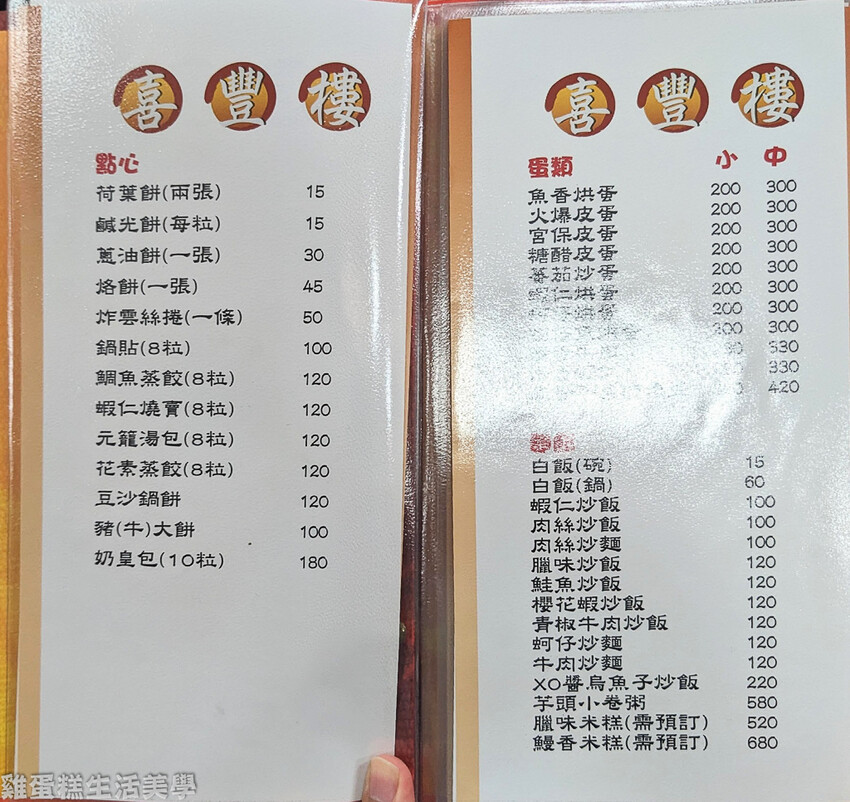 喜豐樓
點心
荷葉餅(兩張) 15
鹹光餅(每粒) 15
蔥油餅(一張) 30
烙餅(一張) 45
炸雲絲捲(一條) 50
鍋貼(8粒) 100
鯛魚蒸餃(8粒) 120
蝦仁燒賣(8粒) 120
元籠湯包(8粒) 120
花素蒸餃(8粒) 120
豆沙鍋餅 120
豬(牛)大餅 100
奶皇包(10粒) 180
喜豐樓
蛋類 小 中
魚香烘蛋 200 300
火爆皮蛋 200 300
宮保皮蛋 200 300
糖醋皮蛋 200 300
蕃茄炒蛋 200 300
蝦仁烘蛋 200 300
烘蛋 200 300
200 300
330
330
420
白飯(碗) 15
白飯(鍋) 60
蝦仁炒飯 100
肉絲炒飯 100
肉絲炒麵 100
臘味炒飯 120
鮭魚炒飯 120
櫻花蝦炒飯 120
青椒牛肉炒飯 120
蚵仔炒麵 120
牛肉炒麵 120
XO醬烏魚子炒飯 220
芋頭小卷粥 580
臘味米糕(需預訂) 520
鰻香米糕(需預訂) 680
雞蛋糕生活美學